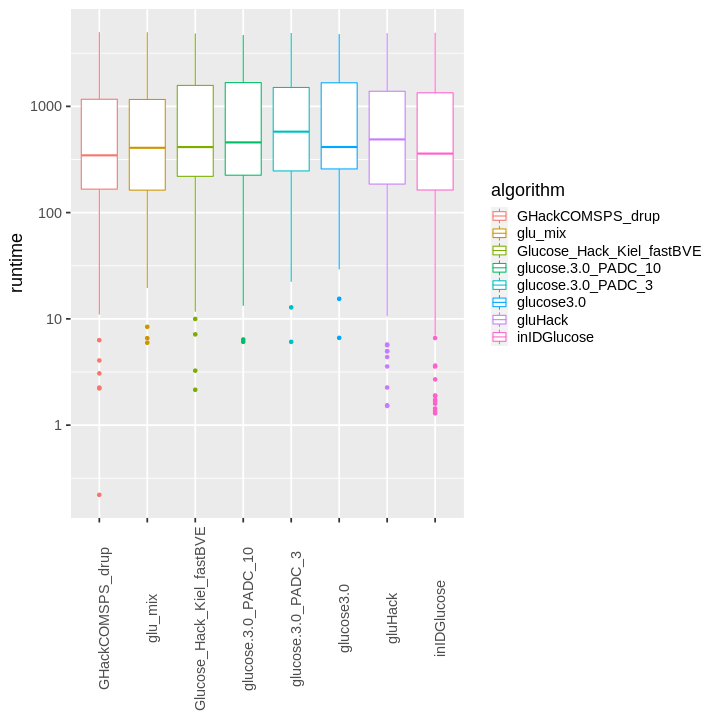 runtime
1000
100
10
1
GHackCOMSPS_drup
glu_mix
Glucose_Hack_Kiel_fastBVE
glucose.3.0_PADC_10
glucose.3.0_PADC_3
glucose3.0
gluHack
inIDGlucose
algorithm
GHackCOMSPS_drup
glu_mix
Glucose_Hack_Kiel_fastBVE
glucose.3.0_PADC_10
glucose.3.0_PADC_3
glucose3.0
gluHack
inIDGlucose